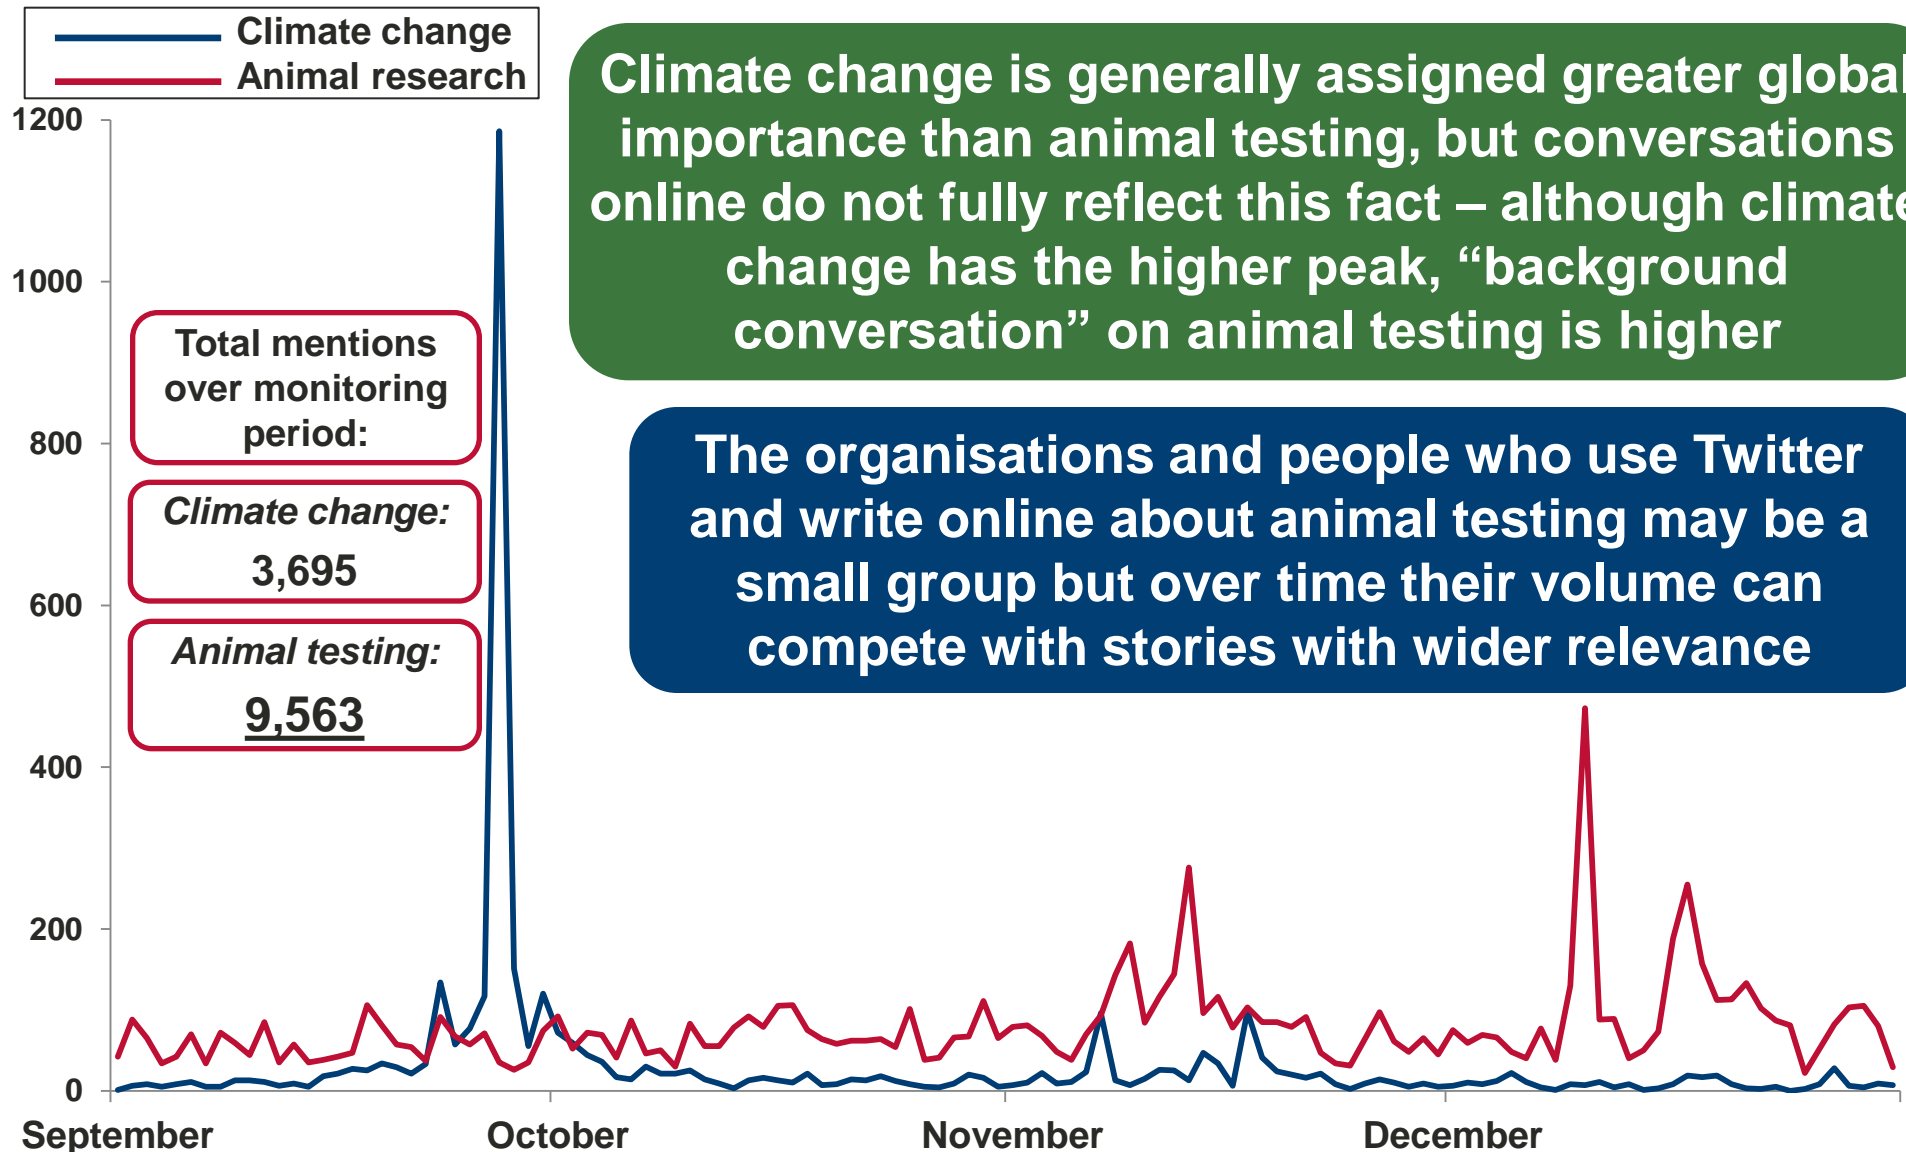 Climate change
Animal research
Climate change is generally assigned greater global
importance than animal testing, but conversations
online do not fully reflect this fact – although climate
change has the higher peak, “background
conversation” on animal testing is higher
The organisations and people who use Twitter
and write online about animal testing may be a
small group but over time their volume can
compete with stories with wider relevance
Total mentions
over monitoring
period:
Climate change:
3,695
Animal testing:
9,563
1200
1000
800
600
400
200
0
September October November December